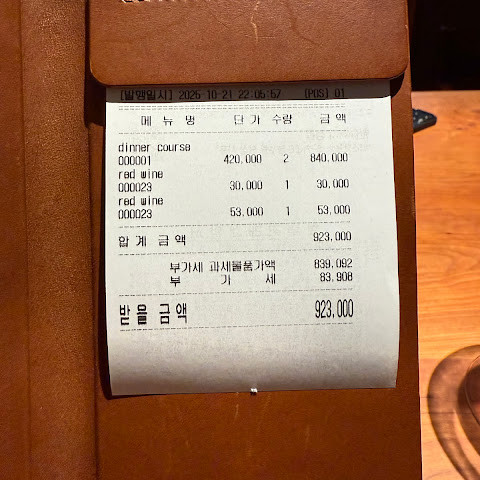 [발행일시] 2025-10-21 22:05:57 (POS) 01
메 뉴 명 단 가 수량 금 액
dinner course
000001 420,000 2 840,000
red wine
000023 30,000 1 30,000
red wine
000023 53,000 1 53,000
합 계 금 액 923,000
부가세 과세물품가액 839,092
부 가 세 83,908
받을 금액 923,000